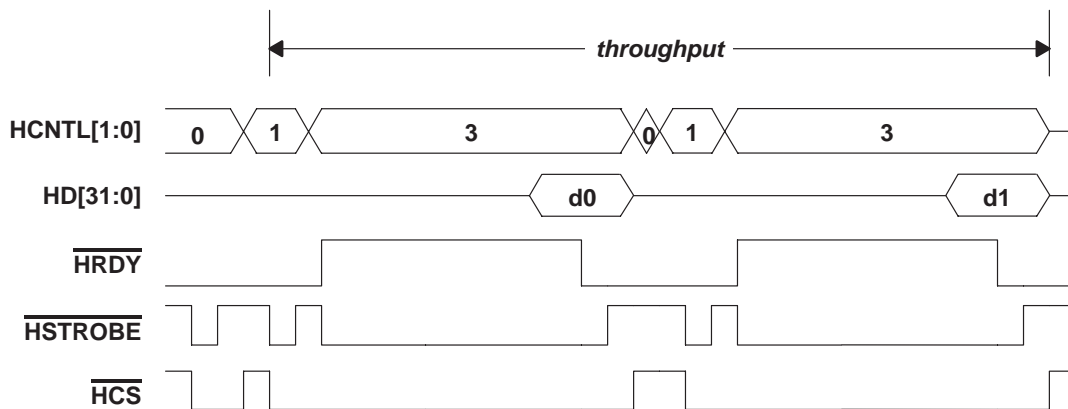 throughput
HCNTL[1:0] 0 1 3 0 1 3
HD[31:0] d0 d1
HRDY
HSTROBE
HCS